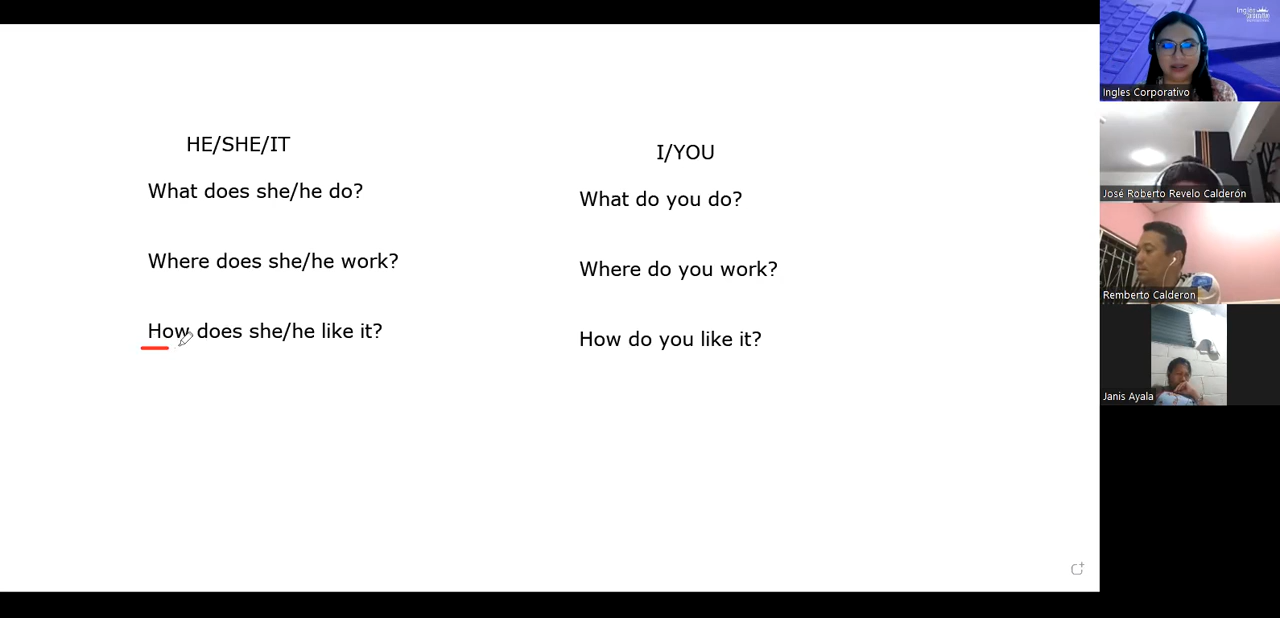 HE/SHE/IT
What does she/he do?
Where does she/he work?
How does she/he like it?
I/YOU
What do you do?
Where do you work?
How do you like it?
Ingles
Ingles Corporativo
José Roberto Revelo Calderón
Remberto Calderon
Janis Ayala